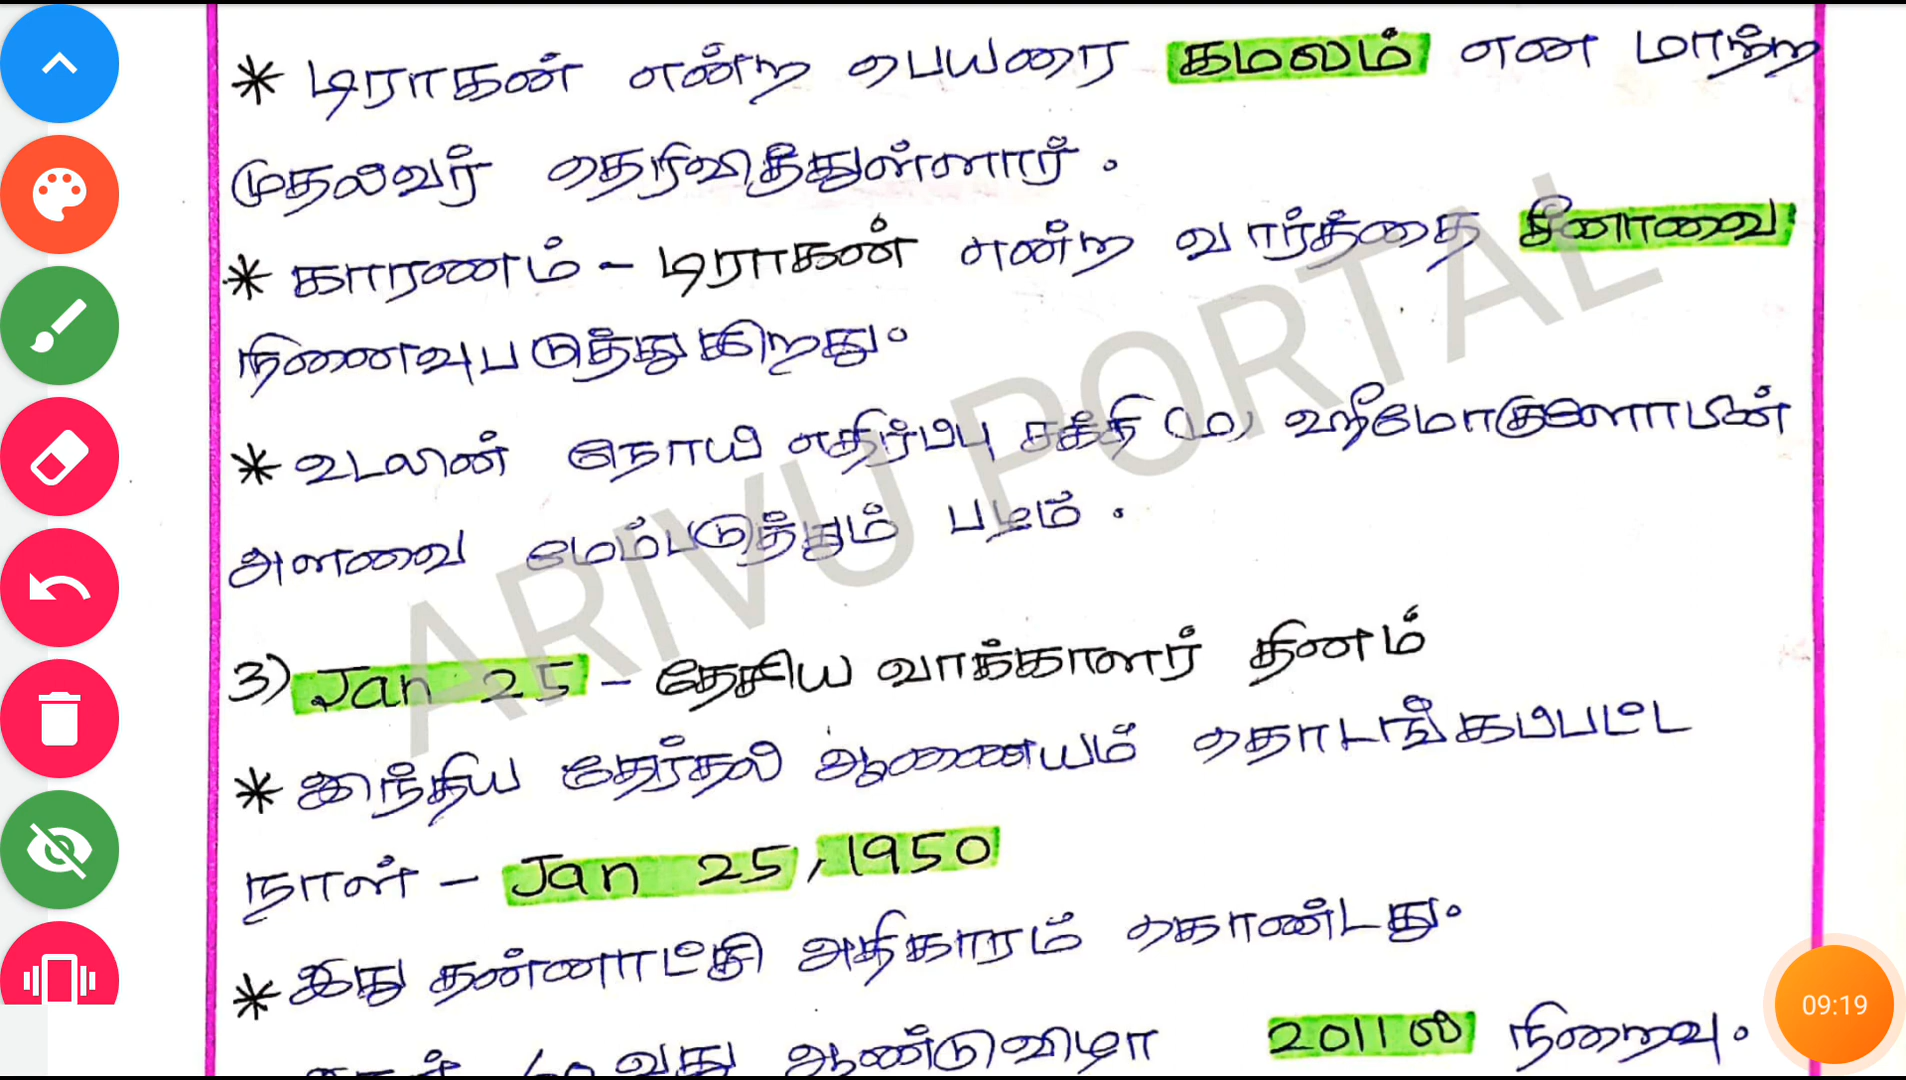 * டிராகன் என்ற பெயரை கமலம் என மாற்ற
முதலவர் தெரிவித்துள்ளார்.
* காரணம் - டிராகன் என்ற வார்த்தை சீனாவை
நினைவுபடுத்துகிறது.
* உடலின் நோய் எதிர்ப்பு சக்தி (ம) ஹீமோகுளோபின்
அளவை மேம்படுத்தும் பழம்.
ARIVU PORTAL
3) Jan 25 - தேசிய வாக்காளர் தினம்
* இந்திய தேர்தல் ஆணையம் தொடங்கப்பட்ட
நாள் - Jan 25, 1950
* இது தன்னாட்சி அதிகாரம் கொண்டது.
60வது ஆண்டுவிழா 2011ல் நிறைவு.
09:19